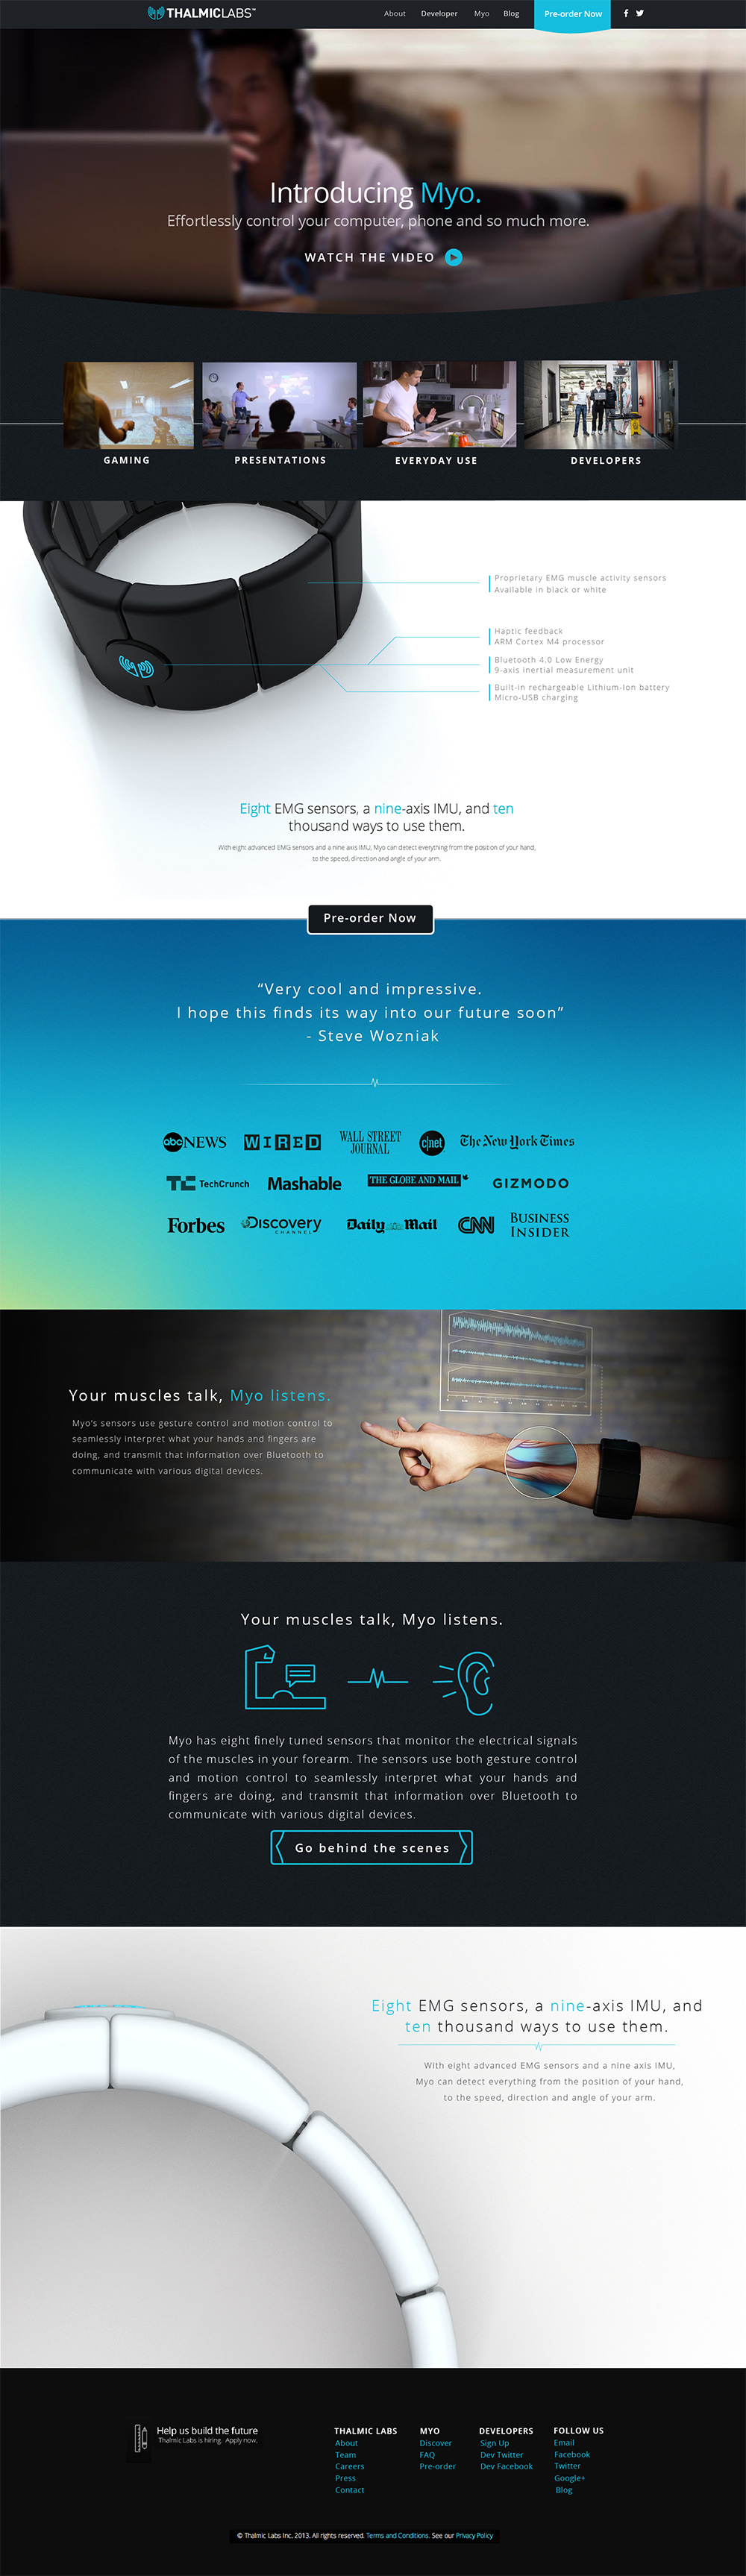 THALMICLABS™
About Developer Myo Blog Pre-order Now
Introducing Myo.
Effortlessly control your computer, phone and so much more.
WATCH THE VIDEO
GAMING PRESENTATIONS EVERYDAY USE DEVELOPERS
Proprietary EMG muscle activity sensors
Available in black or white
Haptic feedback
ARM Cortex M4 processor
Bluetooth 4.0 Low Energy
9-axis inertial measurement unit
Built-in rechargeable Lithium-Ion battery
Micro-USB charging
Eight EMG sensors, a nine-axis IMU, and ten
thousand ways to use them.
With eight advanced EMG sensors and a nine axis IMU, Myo can detect everything from the position of your hand,
to the speed, direction and angle of your arm.
Pre-order Now
“Very cool and impressive.
I hope this finds its way into our future soon”
- Steve Wozniak
abc NEWS WIRED WALL STREET JOURNAL c|net The New York Times
TechCrunch Mashable THE GLOBE AND MAIL GIZMODO
Forbes Discovery CHANNEL Daily Mail CNN BUSINESS INSIDER
Your muscles talk, Myo listens.
Myo's sensors use gesture control and motion control to
seamlessly interpret what your hands and fingers are
doing, and transmit that information over Bluetooth to
communicate with various digital devices.
Your muscles talk, Myo listens.
Myo has eight finely tuned sensors that monitor the electrical signals
of the muscles in your forearm. The sensors use both gesture control
and motion control to seamlessly interpret what your hands and
fingers are doing, and transmit that information over Bluetooth to
communicate with various digital devices.
Go behind the scenes
Eight EMG sensors, a nine-axis IMU, and
ten thousand ways to use them.
With eight advanced EMG sensors and a nine axis IMU,
Myo can detect everything from the position of your hand,
to the speed, direction and angle of your arm.
Help us build the future
Thalmic Labs is hiring. Apply now.
THALMIC LABS
About
Team
Careers
Press
Contact
MYO
Discover
FAQ
Pre-order
DEVELOPERS
Sign Up
Dev Twitter
Dev Facebook
FOLLOW US
Email
Facebook
Twitter
Google+
Blog
© Thalmic Labs Inc. 2013. All rights reserved. Terms and Conditions. See our Privacy Policy